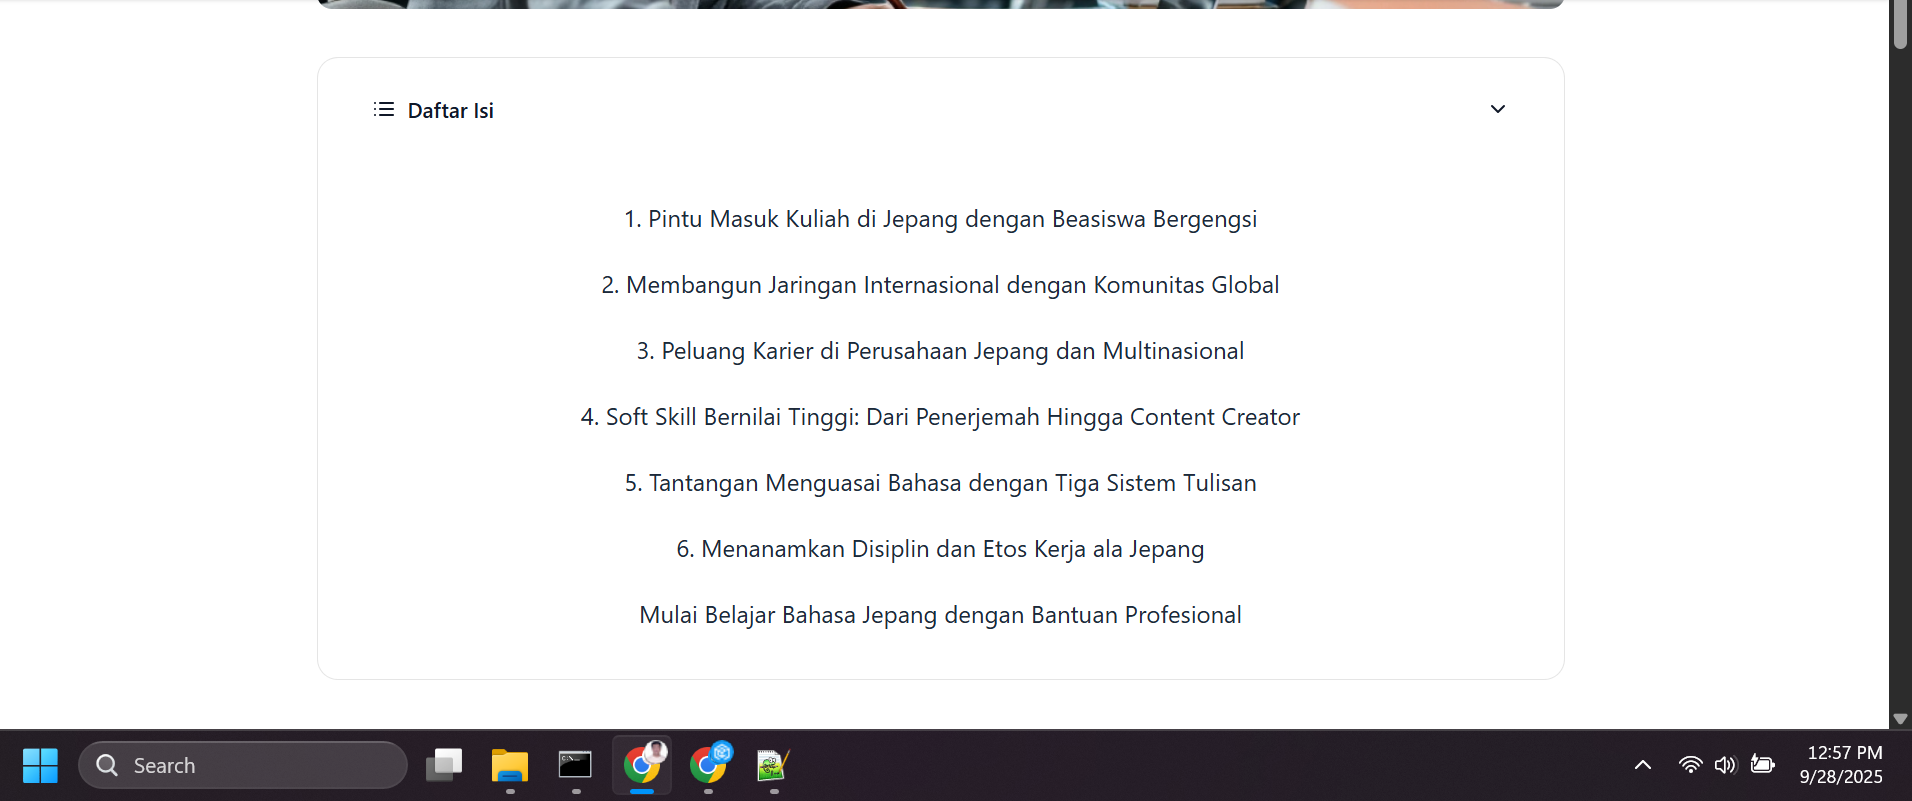 Daftar Isi
1. Pintu Masuk Kuliah di Jepang dengan Beasiswa Bergengsi
2. Membangun Jaringan Internasional dengan Komunitas Global
3. Peluang Karier di Perusahaan Jepang dan Multinasional
4. Soft Skill Bernilai Tinggi: Dari Penerjemah Hingga Content Creator
5. Tantangan Menguasai Bahasa dengan Tiga Sistem Tulisan
6. Menanamkan Disiplin dan Etos Kerja ala Jepang
Mulai Belajar Bahasa Jepang dengan Bantuan Profesional
Search
12:57 PM
9/28/2025